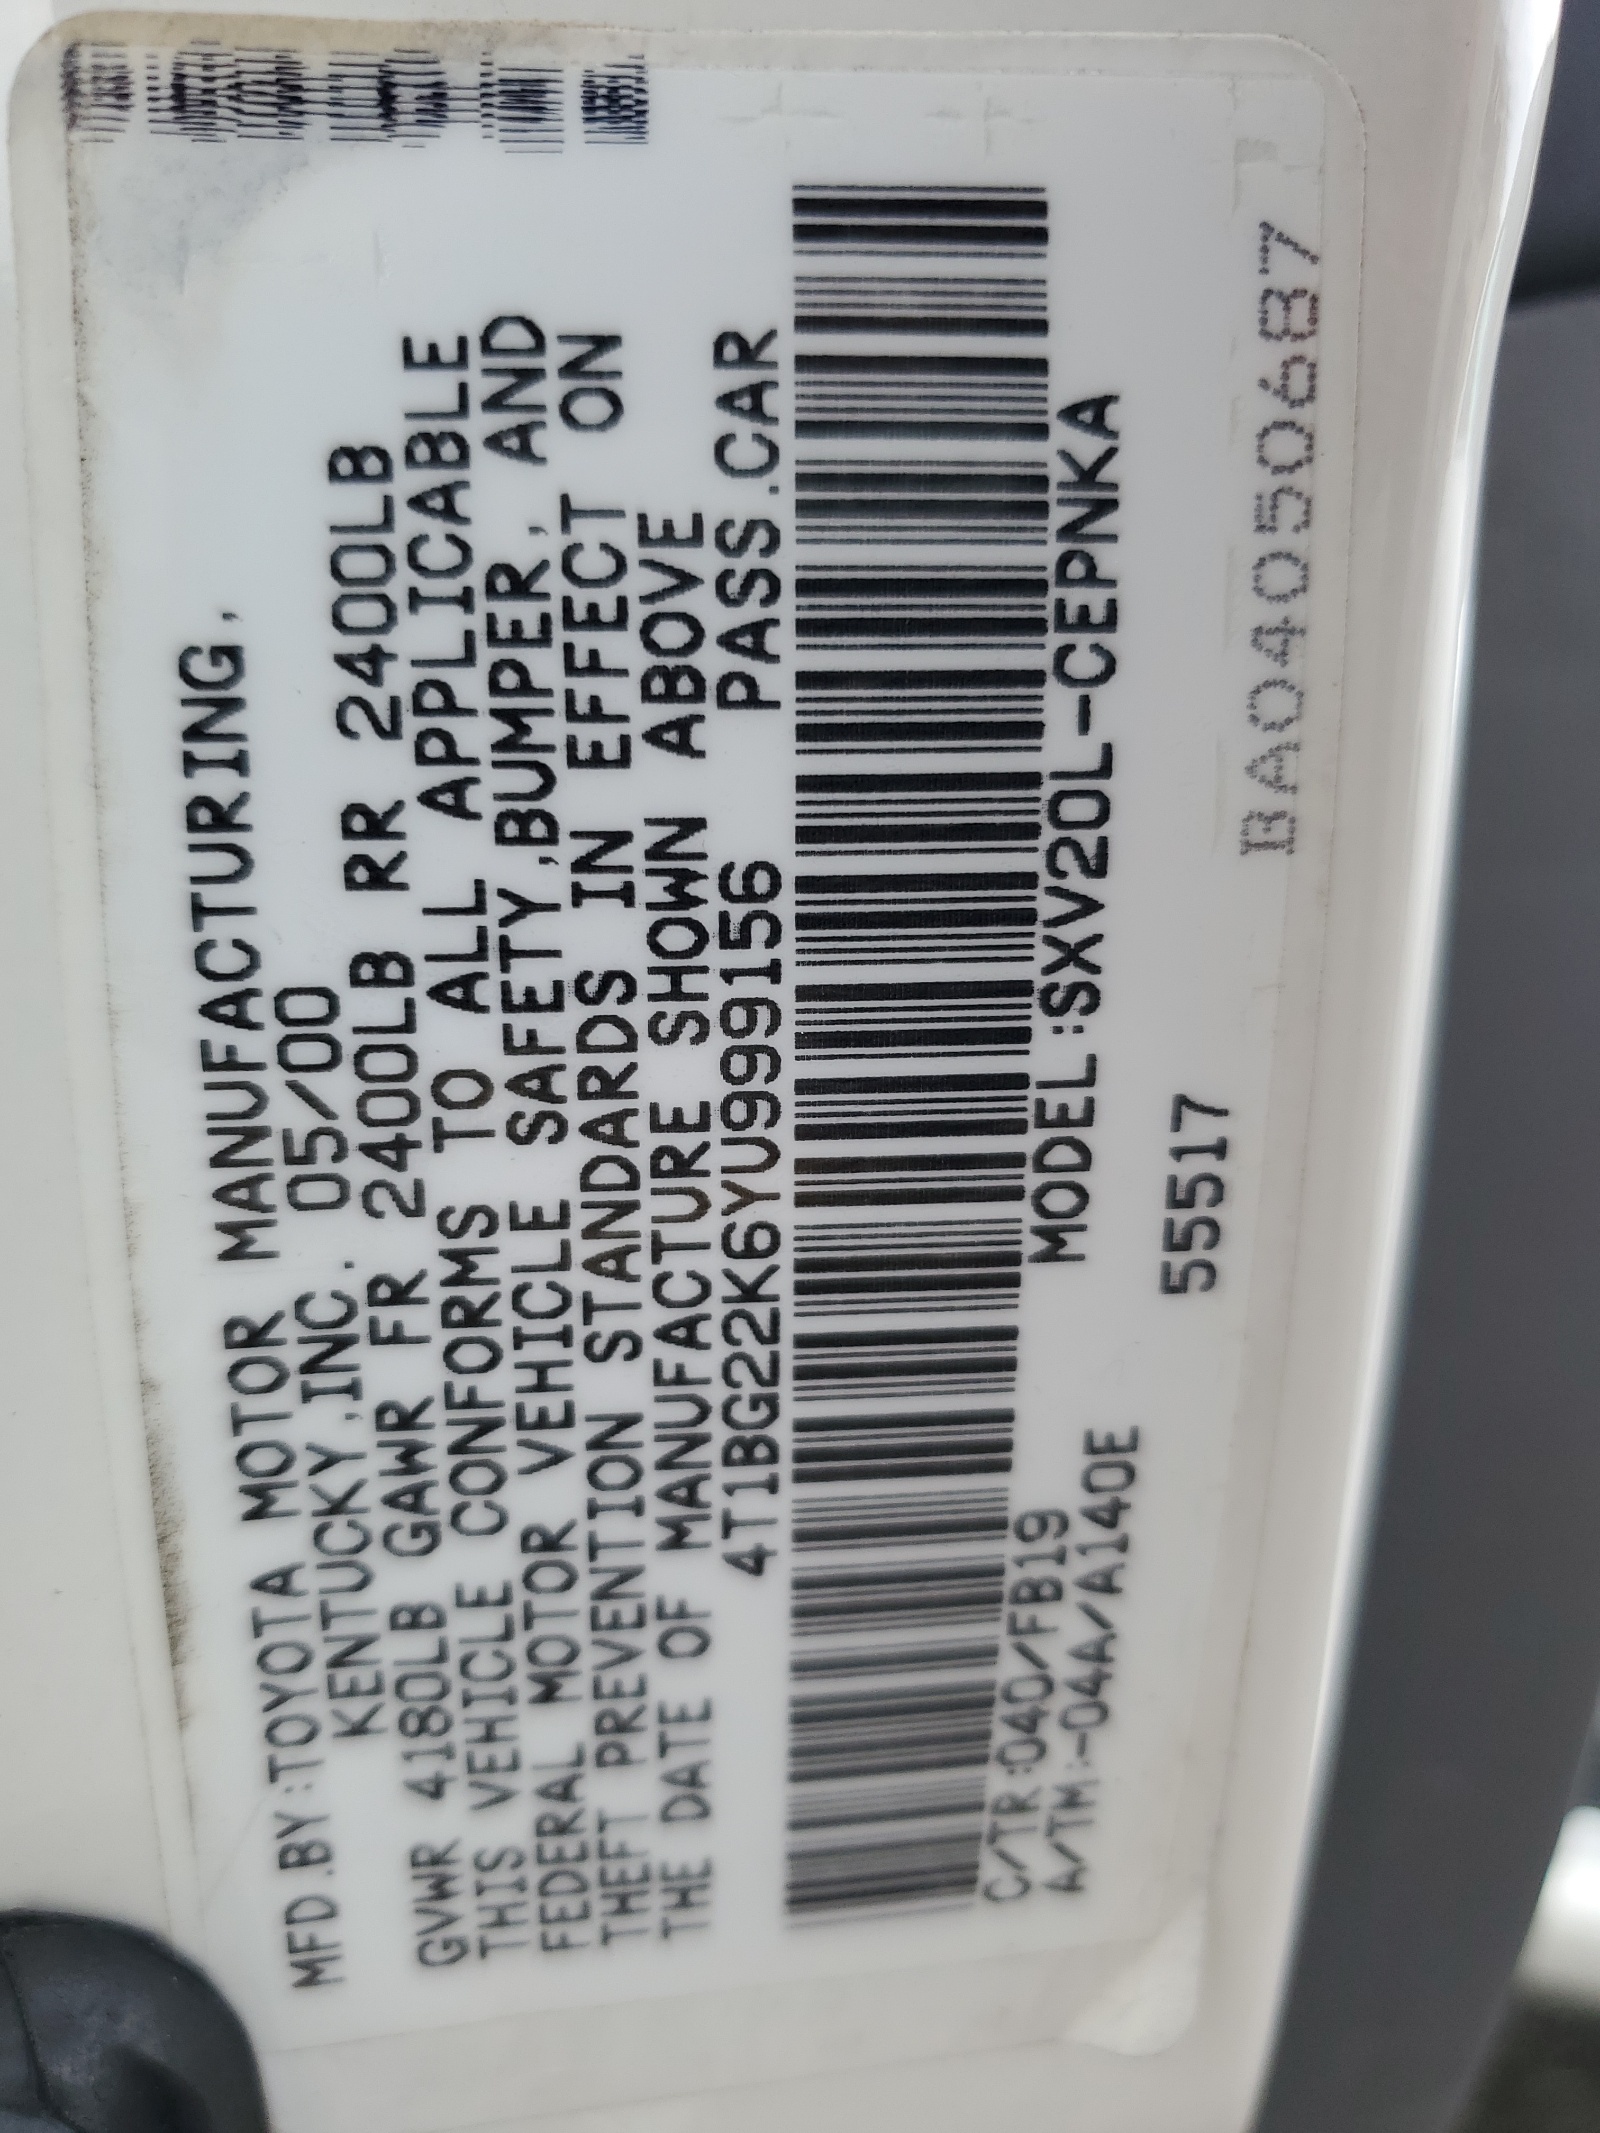 MFD.BY:TOYOTA MOTOR MANUFACTURING,
KENTUCKY,INC. 05/00
GVWR 4180LB GAWR FR 2400LB RR 2400LB
THIS VEHICLE CONFORMS TO ALL APPLICABLE
FEDERAL MOTOR VEHICLE SAFETY,BUMPER, AND
THEFT PREVENTION STANDARDS IN EFFECT ON
THE DATE OF MANUFACTURE SHOWN ABOVE
4T1BG22K6YU999156 PASS.CAR
C/TR:040/FB19 MODEL:SXV20L-CEPNKA
A/TM:-04A/A140E
55517
BA04050687